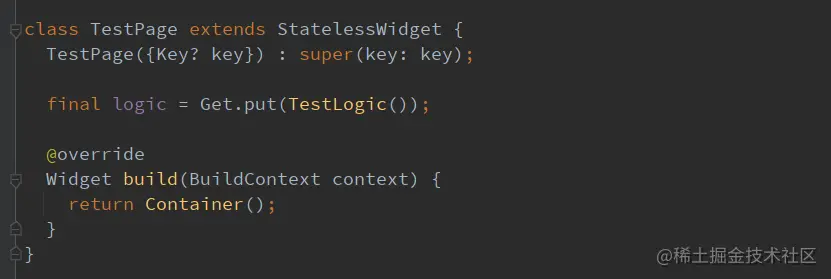 class TestPage extends StatelessWidget {
  TestPage({Key? key}) : super(key: key);

  final logic = Get.put(TestLogic());

  @override
  Widget build(BuildContext context) {
    return Container();
  }
}
@稀土掘金技术社区